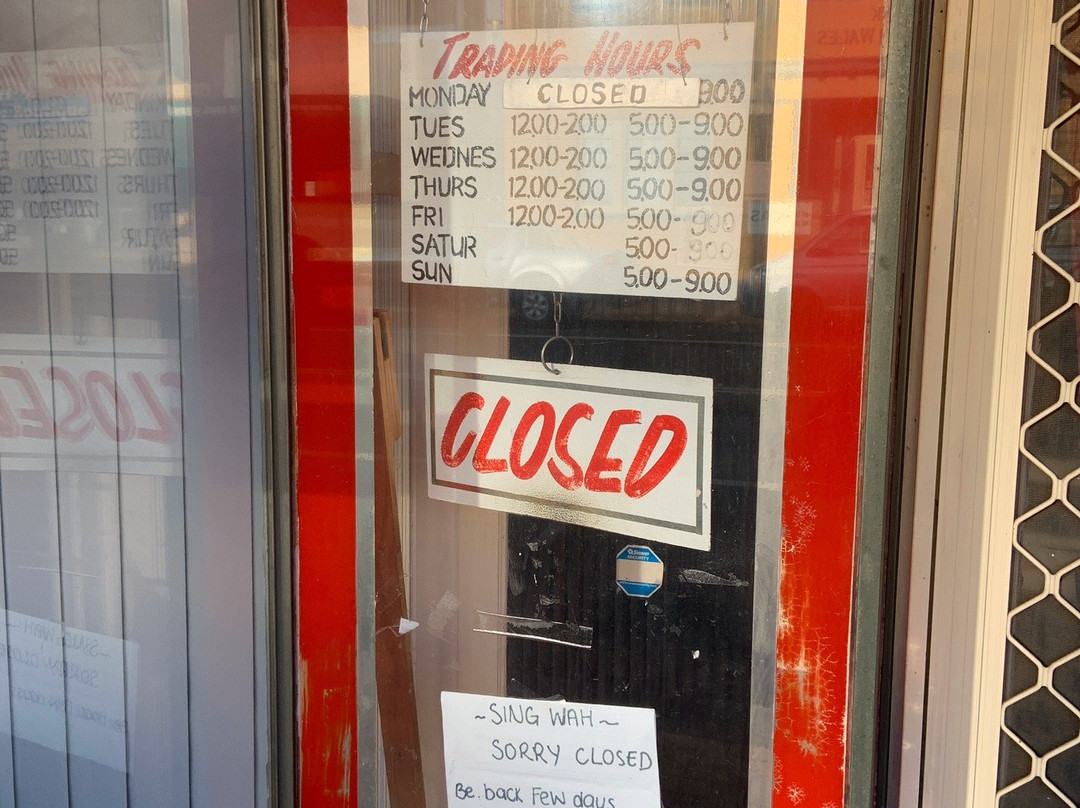 TRADING HOURS
MONDAY CLOSED 9.00
TUES 12.00-2.00 5.00-9.00
WEDNES 12.00-2.00 5.00-9.00
THURS 12.00-2.00 5.00-9.00
FRI 12.00-2.00 5.00-9.00
SATUR 5.00-9.00
SUN 5.00-9.00
CLOSED
SECURITY
~SING WAH~
SORRY CLOSED
Be.back Few days